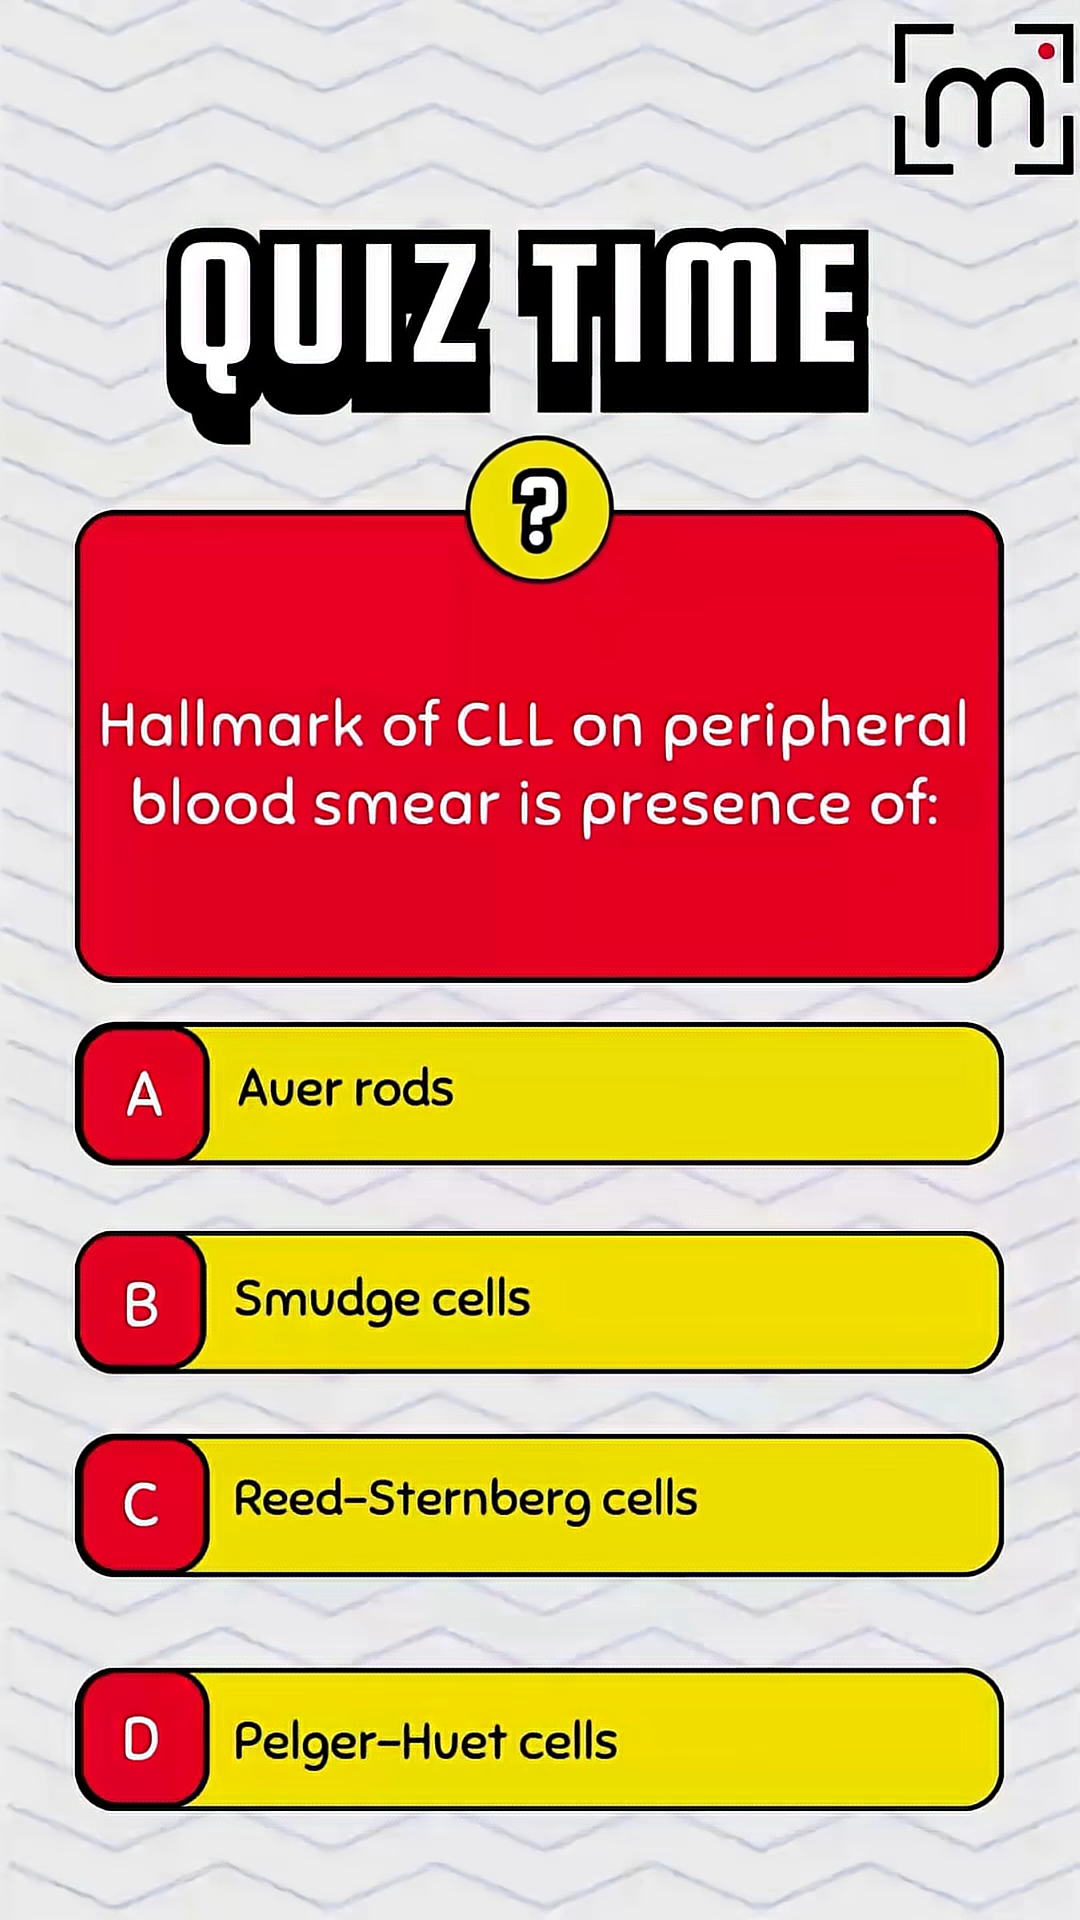 m
QUIZ TIME
?
Hallmark of CLL on peripheral
blood smear is presence of:
A Auer rods
B Smudge cells
C Reed-Sternberg cells
D Pelger-Huet cells